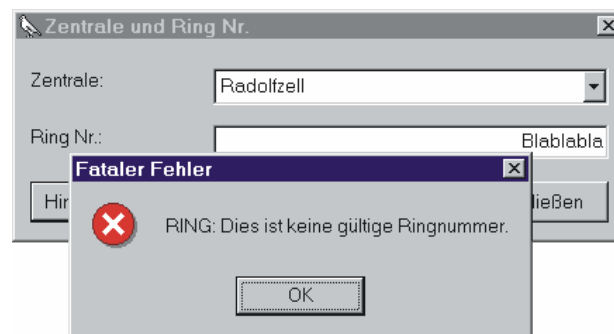 Zentrale und Ring Nr.
Zentrale:
Radolfzell
Ring Nr.:
Blablabla
Fataler Fehler
RING: Dies ist keine gültige Ringnummer.
OK